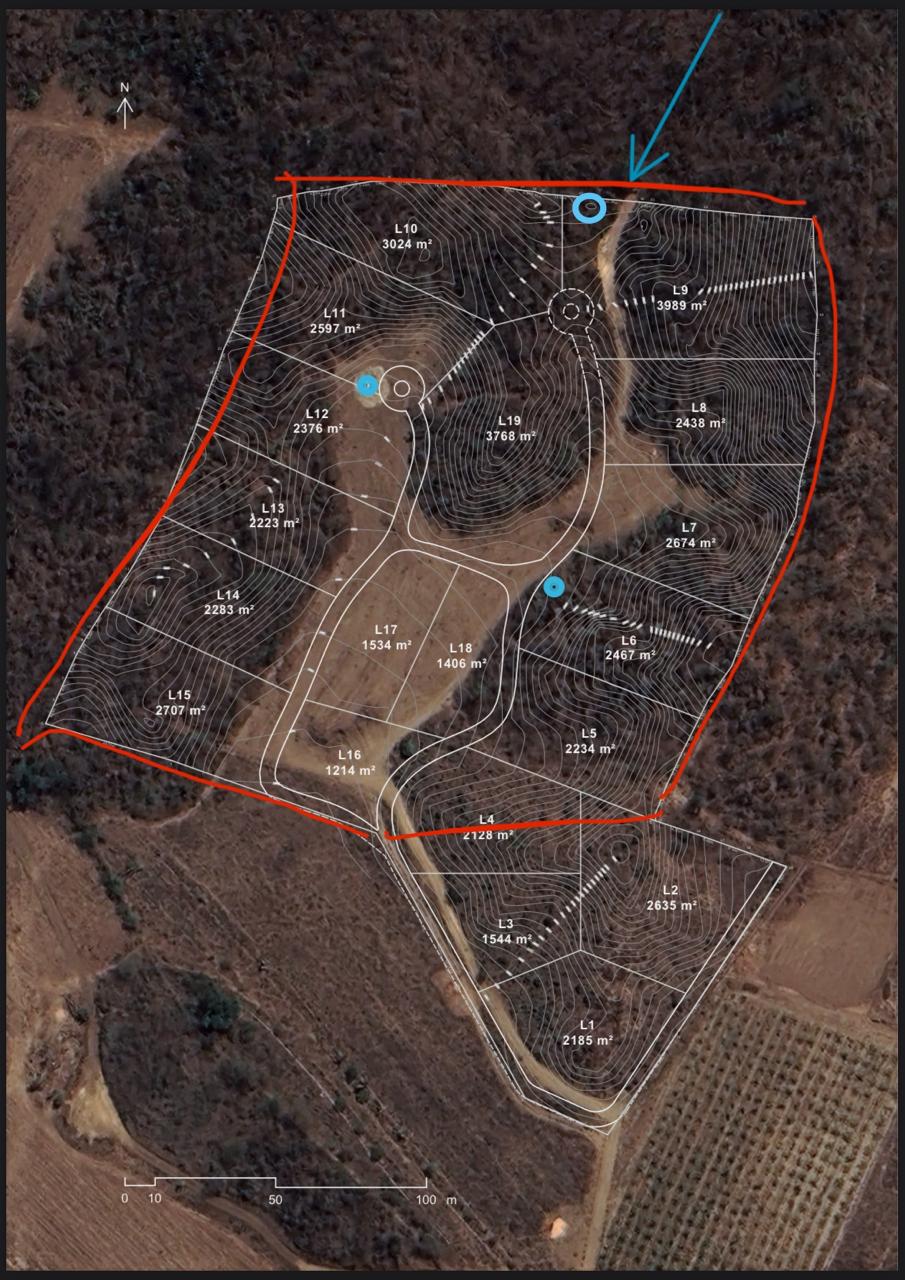 N
L10
3024 m²
L9
3989 m²
L11
2597 m²
L12
2376 m²
L8
2438 m²
L19
3768 m²
L13
2223 m²
L7
2674 m²
L14
2283 m²
L17
1534 m²
L18
1406 m²
L6
2467 m²
L15
2707 m²
L5
2234 m²
L16
1214 m²
L4
2128 m²
L2
2635 m²
L3
1544 m²
L1
2185 m²
0 10 50 100 m